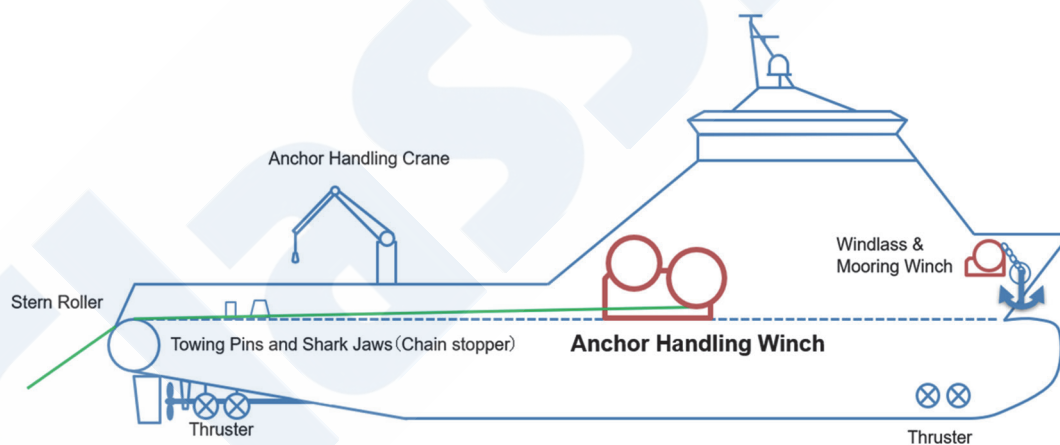 Anchor Handling Crane
Windlass &
Mooring Winch
Stern Roller
Towing Pins and Shark Jaws（Chain stopper）
Anchor Handling Winch
Thruster
Thruster